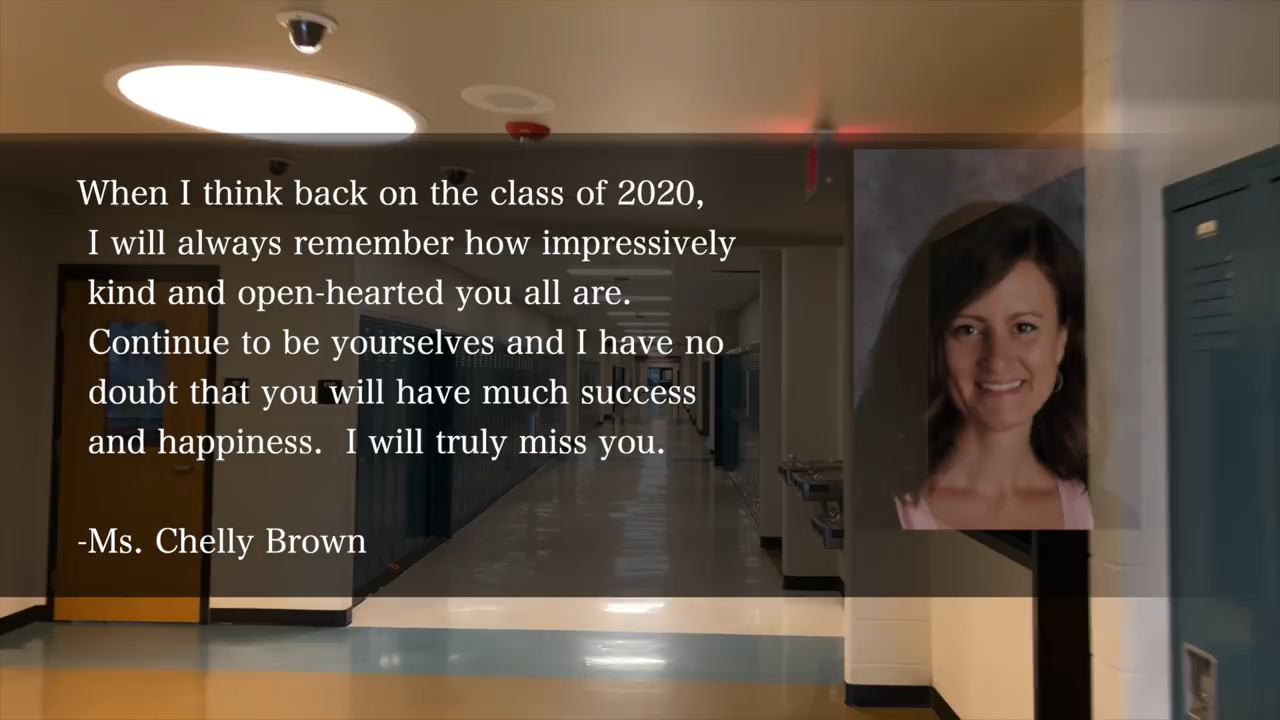 When I think back on the class of 2020,
I will always remember how impressively
kind and open-hearted you all are.
Continue to be yourselves and I have no
doubt that you will have much success
and happiness.  I will truly miss you.
-Ms. Chelly Brown